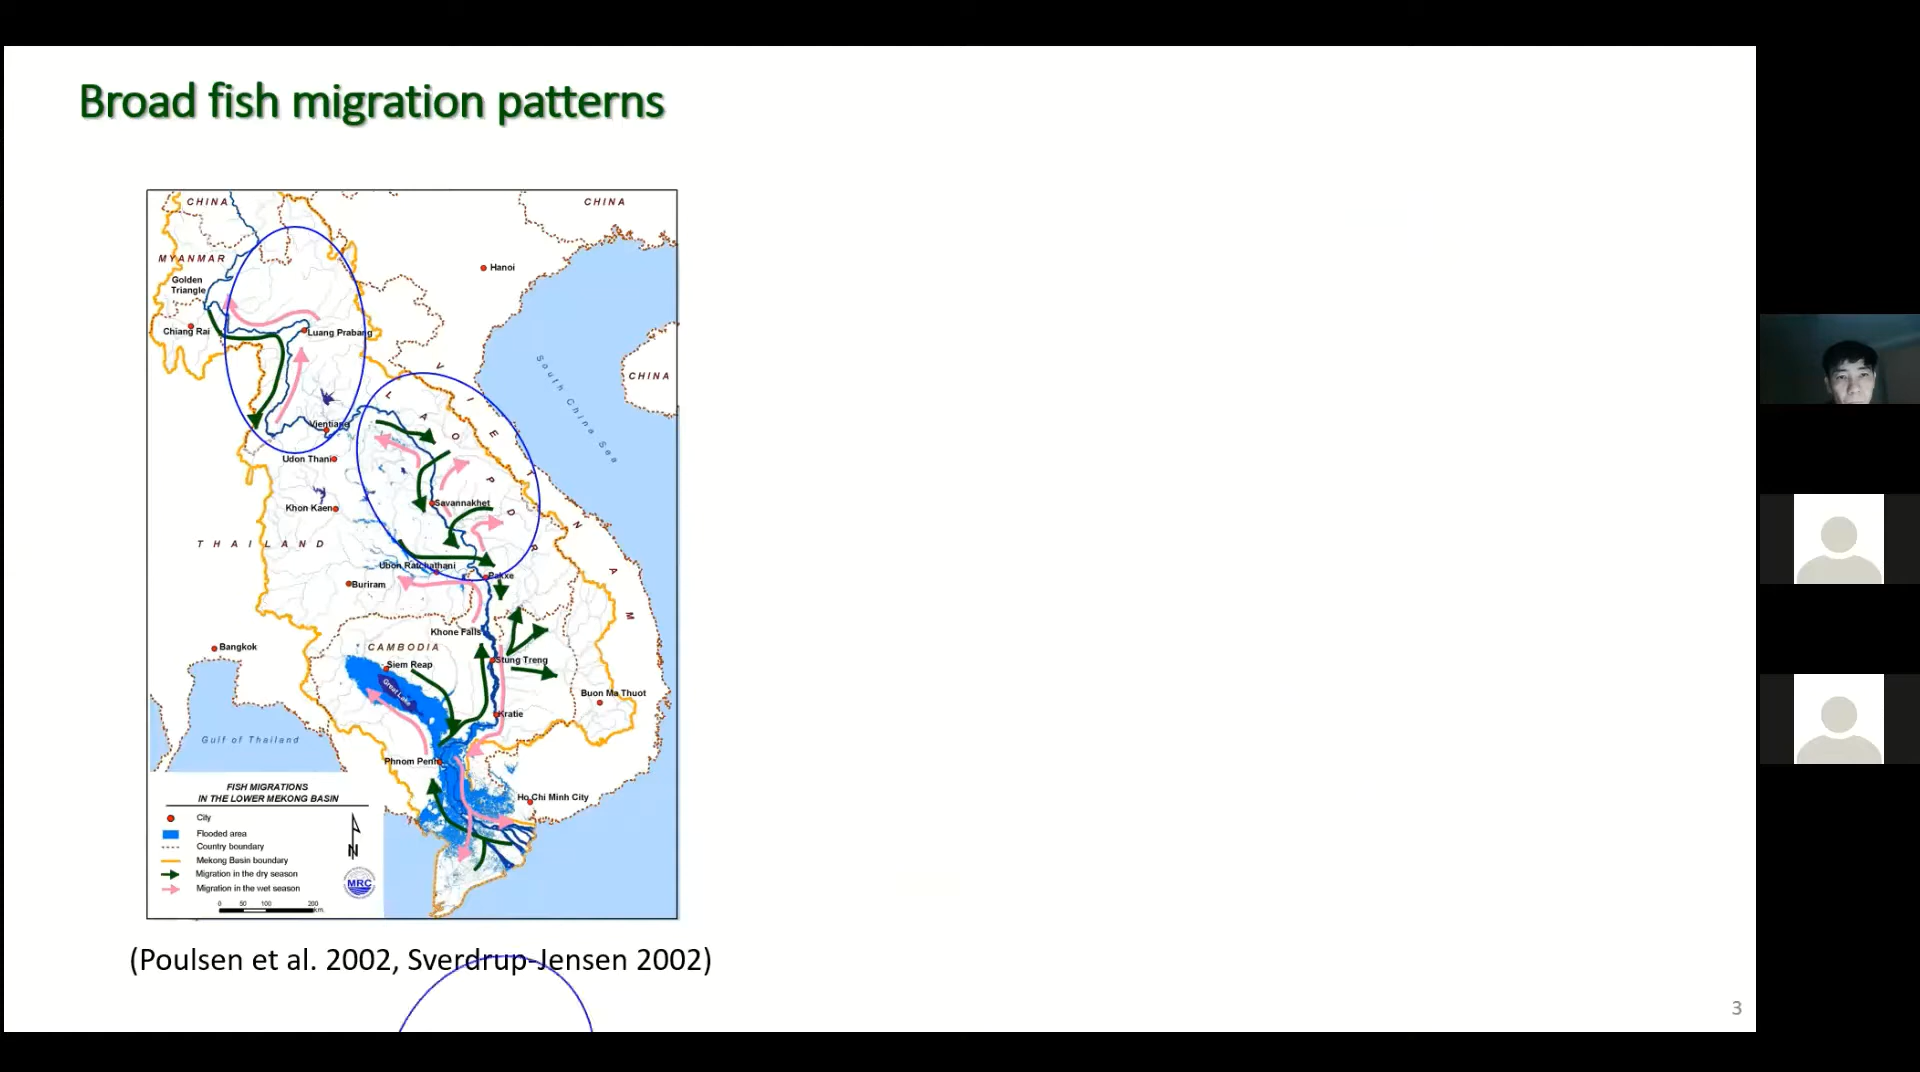 Broad fish migration patterns
CHINA
CHINA
MYANMAR
Golden
Triangle
Hanoi
Chiang Rai
Luang Prabang
CHINA
South China Sea
VIETNAM
LAO PDR
Vientiane
Udon Thani
Khon Kaen
Savannakhet
THAILAND
Ubon Ratchathani
Pakxe
Buriram
Khone Falls
Bangkok
CAMBODIA
Siem Reap
Stung Treng
Great Lake
Buon Ma Thuot
Kratie
Gulf of Thailand
Phnom Penh
Ho Chi Minh City
FISH MIGRATIONS
IN THE LOWER MEKONG BASIN
City
Flooded area
Country boundary
Mekong Basin boundary
Migration in the dry season
Migration in the wet season
N
MRC
0 50 100 200
km
(Poulsen et al. 2002, Sverdrup-Jensen 2002)
3